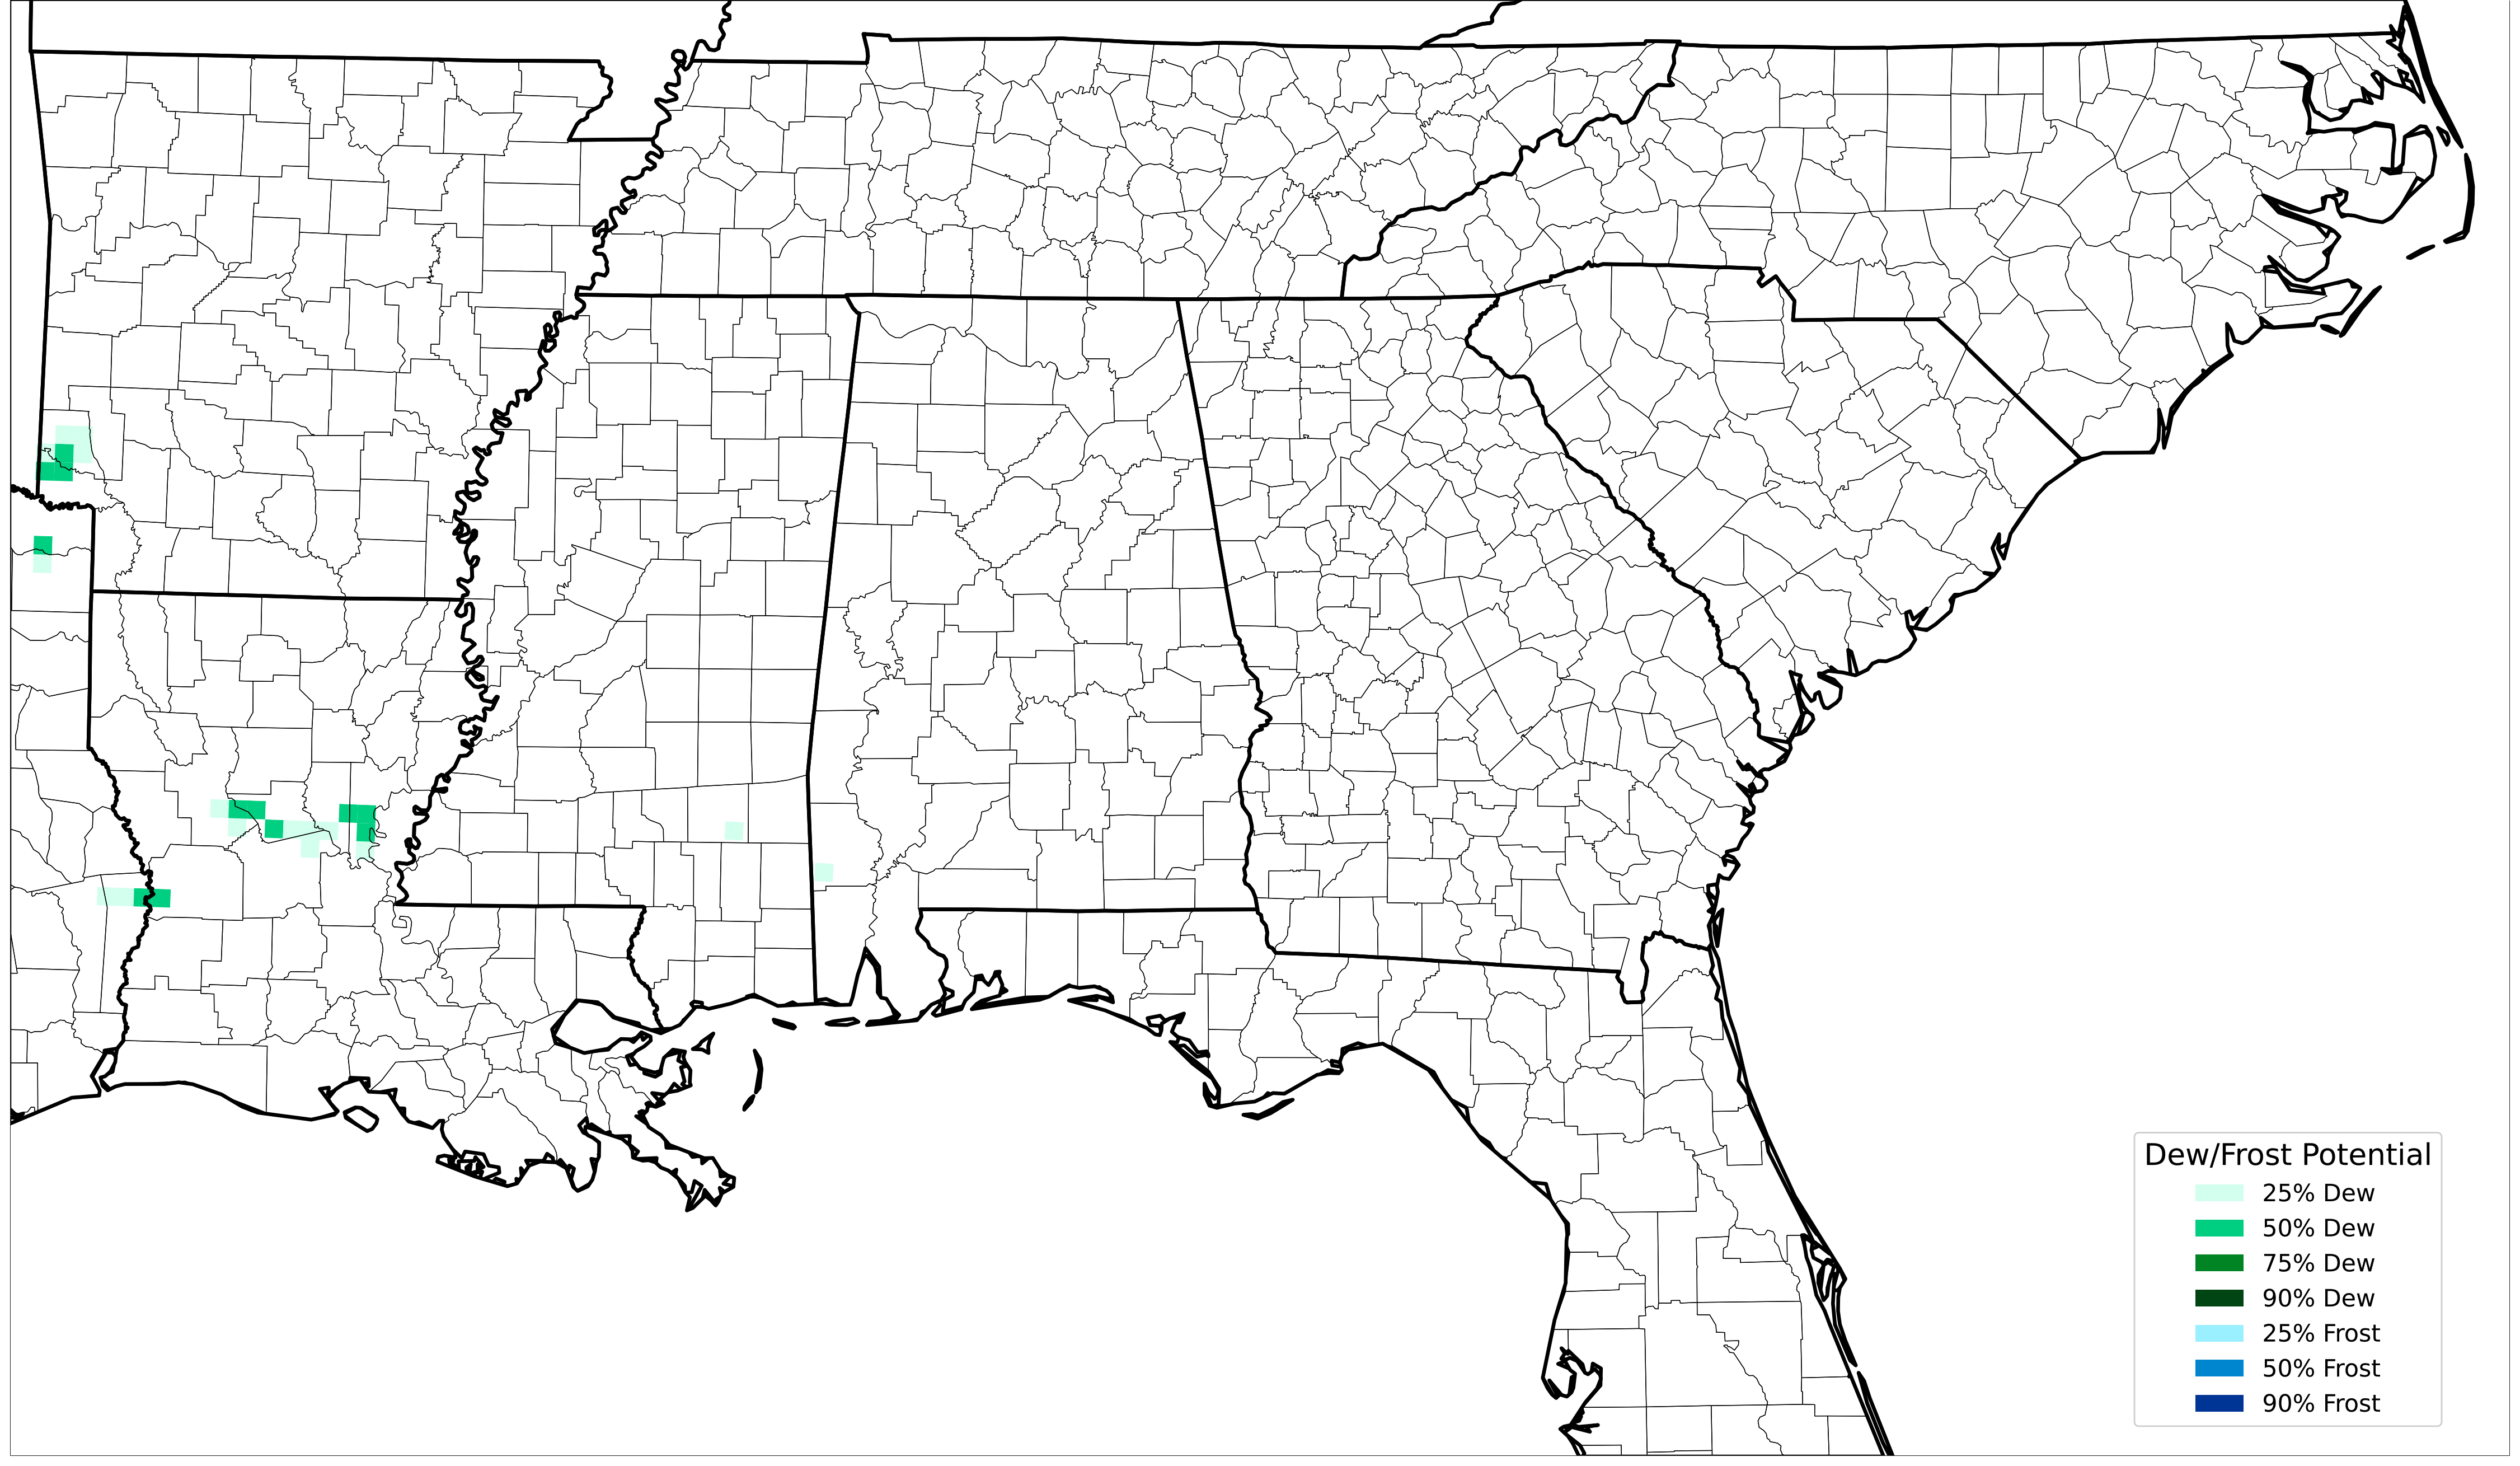 Dew/Frost Potential
25% Dew
50% Dew
75% Dew
90% Dew
25% Frost
50% Frost
90% Frost